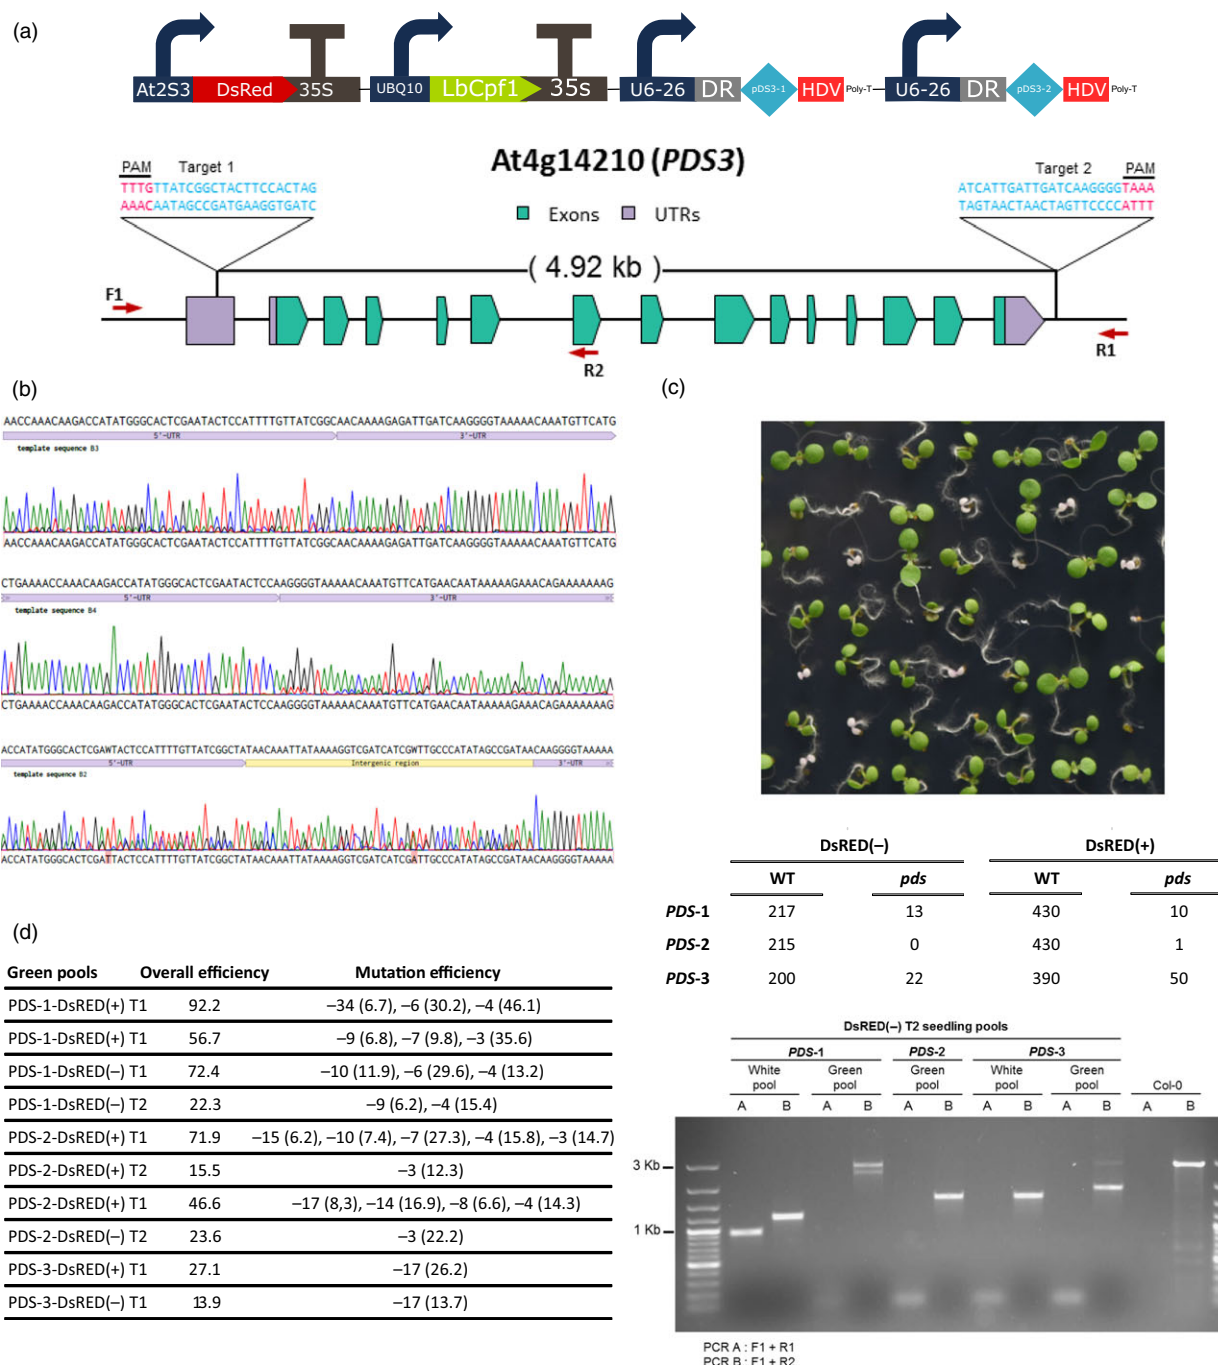 (a)
At2S3 DsRed 35S UBQ10 LbCpf1 35s U6-26 DR pDS3-1 HDV Poly-T U6-26 DR pDS3-2 HDV Poly-T
At4g14210 (PDS3)
PAM Target 1
TTTGTTATCGGCTACTTCCACTAG
AAACAATAGCCGATGAAGGTGATC
Target 2 PAM
ATCATTGATTGATCAAGGGGTAAA
TAGTAACTAACTAGTTCCCCATTT
Exons UTRs
( 4.92 kb )
F1
R2
R1
(b)
AACCAAACAAGACCATATGGGCACTCGAATACTCCATTTTGTTATCGGCAACAAAAGAGATTGATCAAGGGGTAAAAACAAATGTTCATG
5'-UTR 3'-UTR
template sequence B3
AACCAAACAAGACCATATGGGCACTCGAATACTCCATTTTGTTATCGGCAACAAAAGAGATTGATCAAGGGGTAAAAACAAATGTTCATG
CTGAAAACCAAACAAGACCATATGGGCACTCGAATACTCCAAGGGGTAAAAACAAATGTTCATGAACAATAAAAAGAAACAGAAAAAAAG
5'-UTR 3'-UTR
template sequence B4
CTGAAAACCAAACAAGACCATATGGGCACTCGAATACTCCAAGGGGTAAAAACAAATGTTCATGAACAATAAAAAGAAACAGAAAAAAAG
ACCATATGGGCACTCGAWTACTCCATTTTGTTATCGGCTATAACAAATTATAAAAGGTCGATCATCGWTTGCCCATATAGCCGATAACAAGGGGTAAAAA
5'-UTR Intergenic region 3'-UTR
template sequence B2
ACCATATGGGCACTCGATTACTCCATTTTGTTATCGGCTATAACAAATTATAAAAGGTCGATCATCGATTGCCCATATAGCCGATAACAAGGGGTAAAAA
(c)
DsRED(–) DsRED(+)
WT pds WT pds
PDS-1 217 13 430 10
PDS-2 215 0 430 1
PDS-3 200 22 390 50
DsRED(–) T2 seedling pools
PDS-1 PDS-2 PDS-3
White pool Green pool Green pool White pool Green pool Col-0
A B A B A B A B A B A B
3 Kb
1 Kb
PCR A : F1 + R1
PCR B : F1 + R2
(d)
Green pools Overall efficiency Mutation efficiency
PDS-1-DsRED(+) T1 92.2 –34 (6.7), –6 (30.2), –4 (46.1)
PDS-1-DsRED(+) T1 56.7 –9 (6.8), –7 (9.8), –3 (35.6)
PDS-1-DsRED(–) T1 72.4 –10 (11.9), –6 (29.6), –4 (13.2)
PDS-1-DsRED(–) T2 22.3 –9 (6.2), –4 (15.4)
PDS-2-DsRED(+) T1 71.9 –15 (6.2), –10 (7.4), –7 (27.3), –4 (15.8), –3 (14.7)
PDS-2-DsRED(+) T2 15.5 –3 (12.3)
PDS-2-DsRED(+) T1 46.6 –17 (8,3), –14 (16.9), –8 (6.6), –4 (14.3)
PDS-2-DsRED(–) T2 23.6 –3 (22.2)
PDS-3-DsRED(+) T1 27.1 –17 (26.2)
PDS-3-DsRED(–) T1 13.9 –17 (13.7)